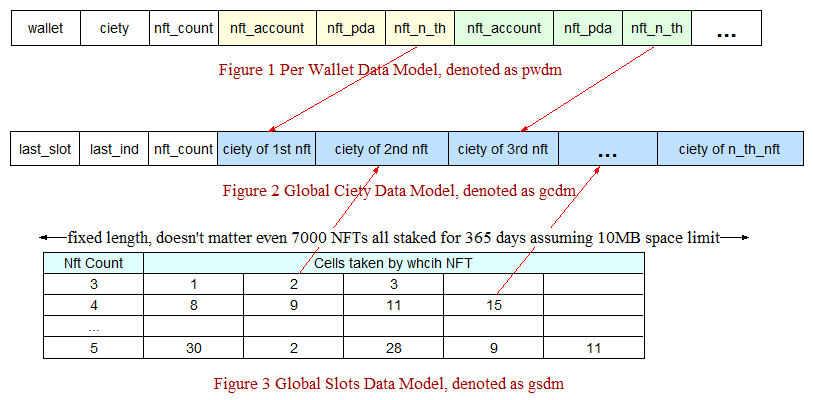 wallet ciety nft_count nft_account nft_pda nft_n_th nft_account nft_pda nft_n_th ...
Figure 1 Per Wallet Data Model, denoted as pwdm
last_slot last_ind nft_count ciety of 1st nft ciety of 2nd nft ciety of 3rd nft ... ciety of n_th_nft
Figure 2 Global Ciety Data Model, denoted as gcdm
fixed length, doesn't matter even 7000 NFTs all staked for 365 days assuming 10MB space limit
Nft Count Cells taken by whcih NFT
3 1 2 3
4 8 9 11 15
...
5 30 2 28 9 11
Figure 3 Global Slots Data Model, denoted as gsdm